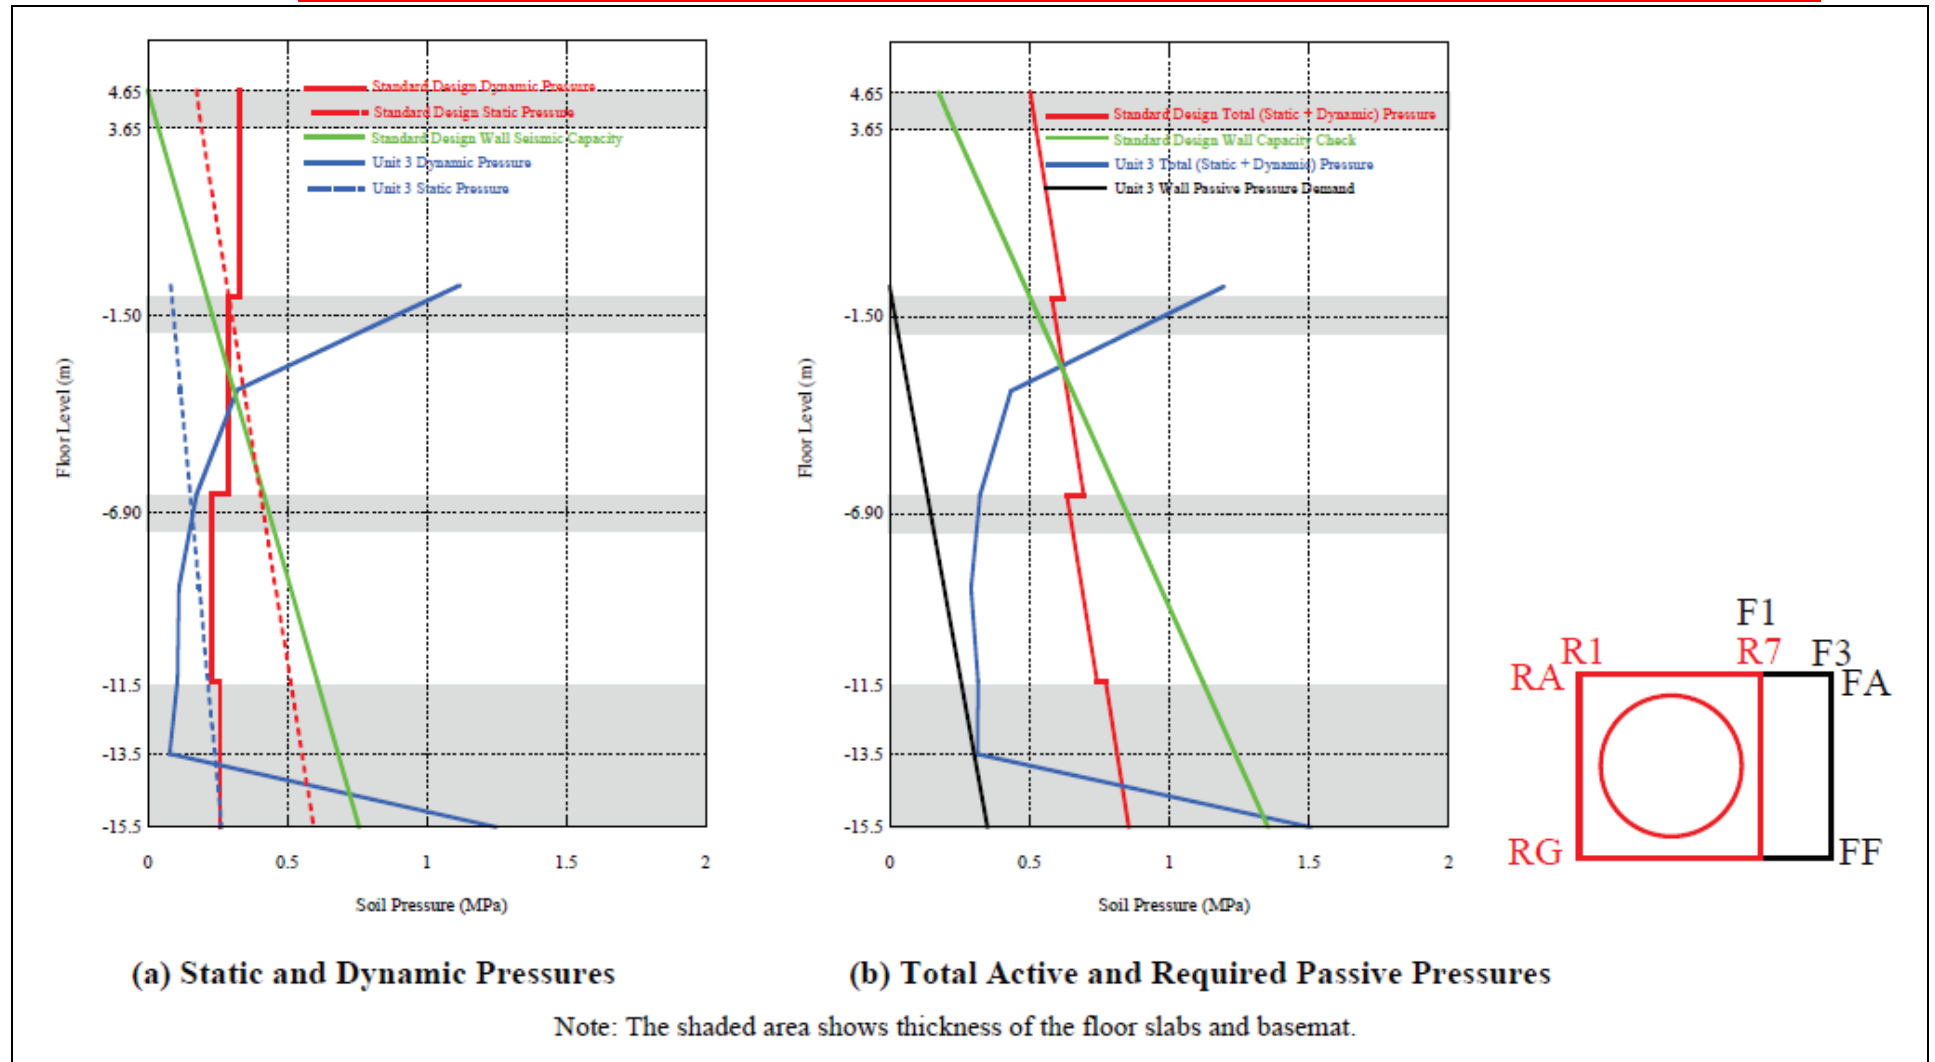 4.65
3.65
-1.50
-6.90
-11.5
-13.5
-15.5
0
0.5
1
1.5
2
Floor Level (m)
Soil Pressure (MPa)
Standard Design Dynamic Pressure
Standard Design Static Pressure
Standard Design Wall Seismic Capacity
Unit 3 Dynamic Pressure
Unit 3 Static Pressure
(a) Static and Dynamic Pressures
4.65
3.65
-1.50
-6.90
-11.5
-13.5
-15.5
0
0.5
1
1.5
2
Floor Level (m)
Soil Pressure (MPa)
Standard Design Total (Static + Dynamic) Pressure
Standard Design Wall Capacity Check
Unit 3 Total (Static + Dynamic) Pressure
Unit 3 Wall Passive Pressure Demand
(b) Total Active and Required Passive Pressures
F1
R1
R7
F3
RA
FA
RG
FF
Note: The shaded area shows thickness of the floor slabs and basemat.